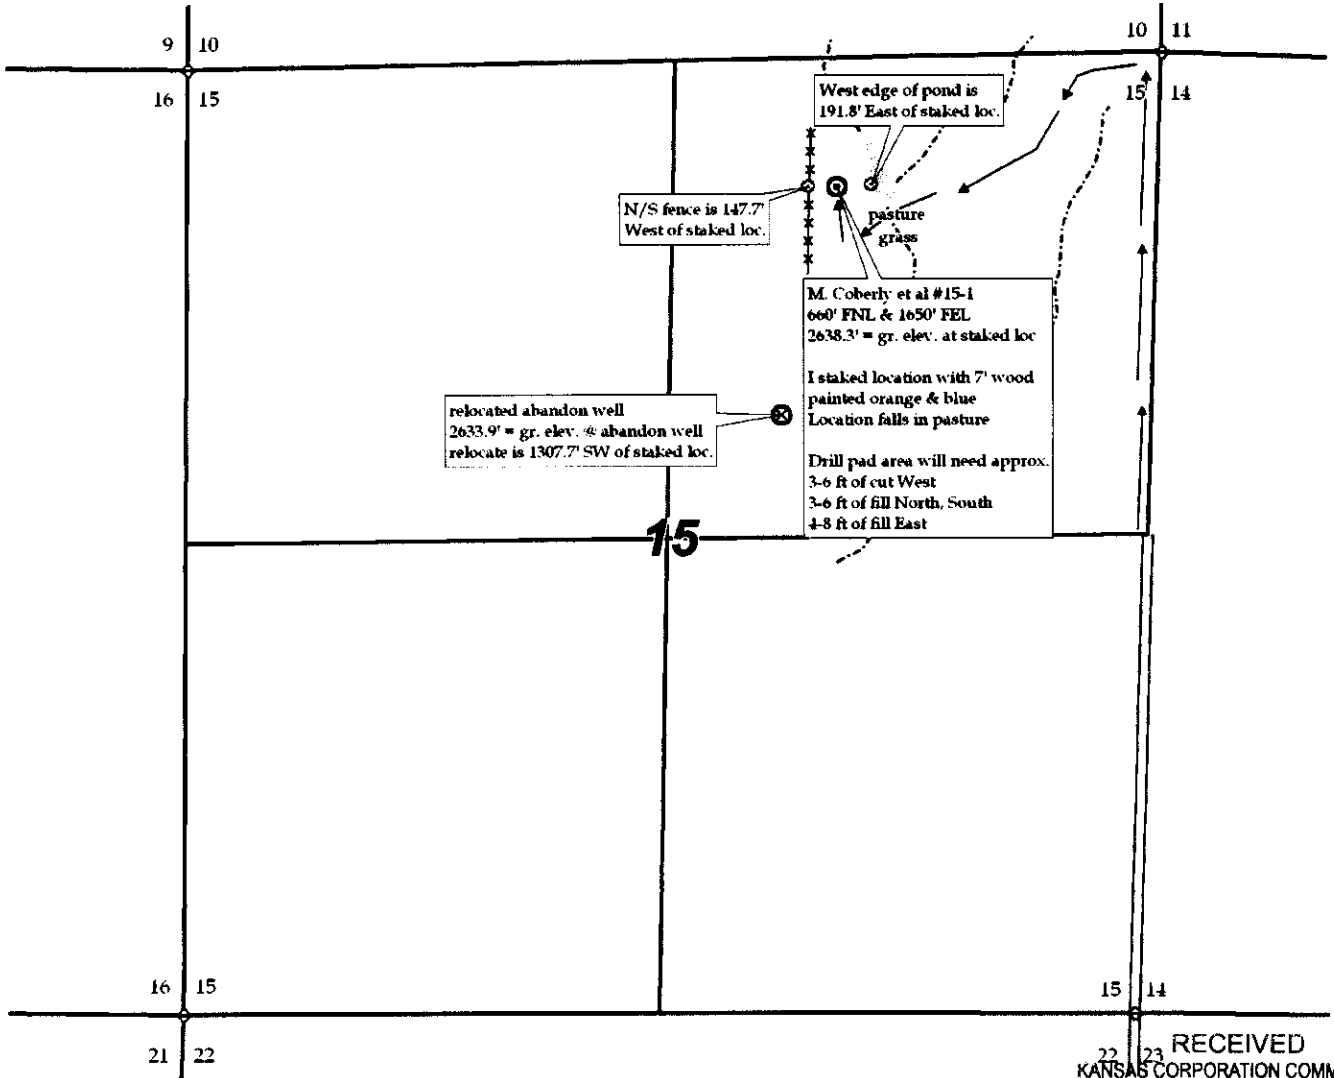 9 10
10 11
16 15
15 14
West edge of pond is
191.8' East of staked loc.
N/S fence is 147.7'
West of staked loc.
pasture
grass
M. Coberly et al #15-1
660' FNL & 1650' FEL
2638.3' = gr. elev. at staked loc
I staked location with 7' wood
painted orange & blue
Location falls in pasture
Drill pad area will need approx.
3-6 ft of cut West
3-6 ft of fill North, South
4-8 ft of fill East
relocated abandon well
2633.9' = gr. elev. @ abandon well
relocate is 1307.7' SW of staked loc.
15
16 15
15 14
21 22
22 23
RECEIVED
KANSAS CORPORATION COMM